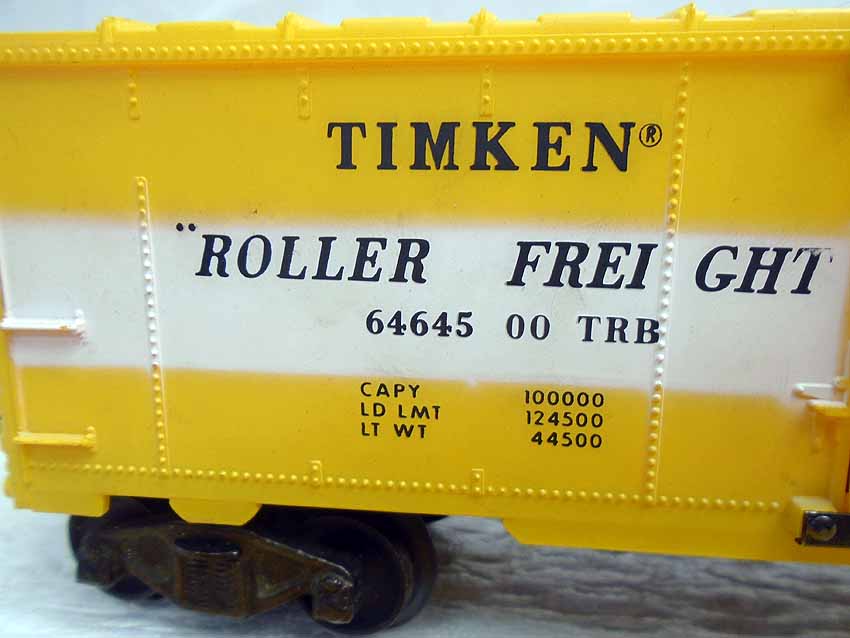 TIMKEN®
"ROLLER FREIGHT
64645 00 TRB
CAPY 100000
LD LMT 124500
LT WT 44500